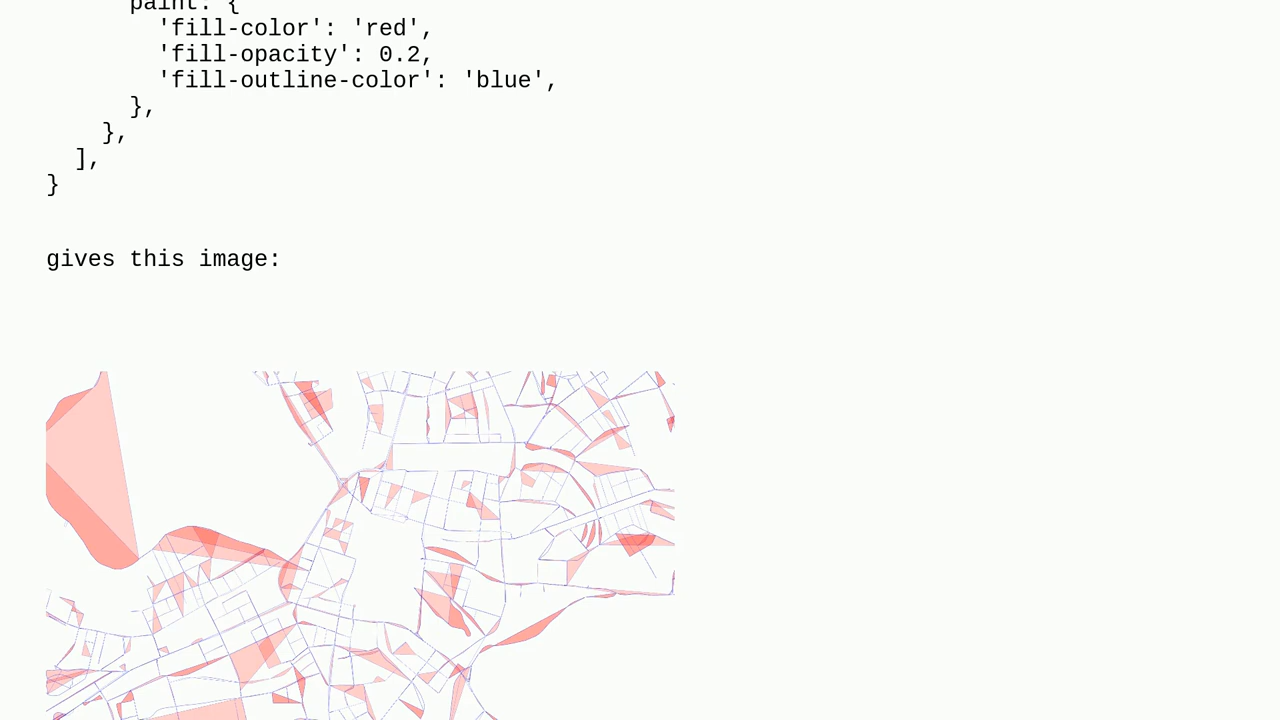 paint: {
'fill-color': 'red',
'fill-opacity': 0.2,
'fill-outline-color': 'blue',
},
},
],
}
gives this image: